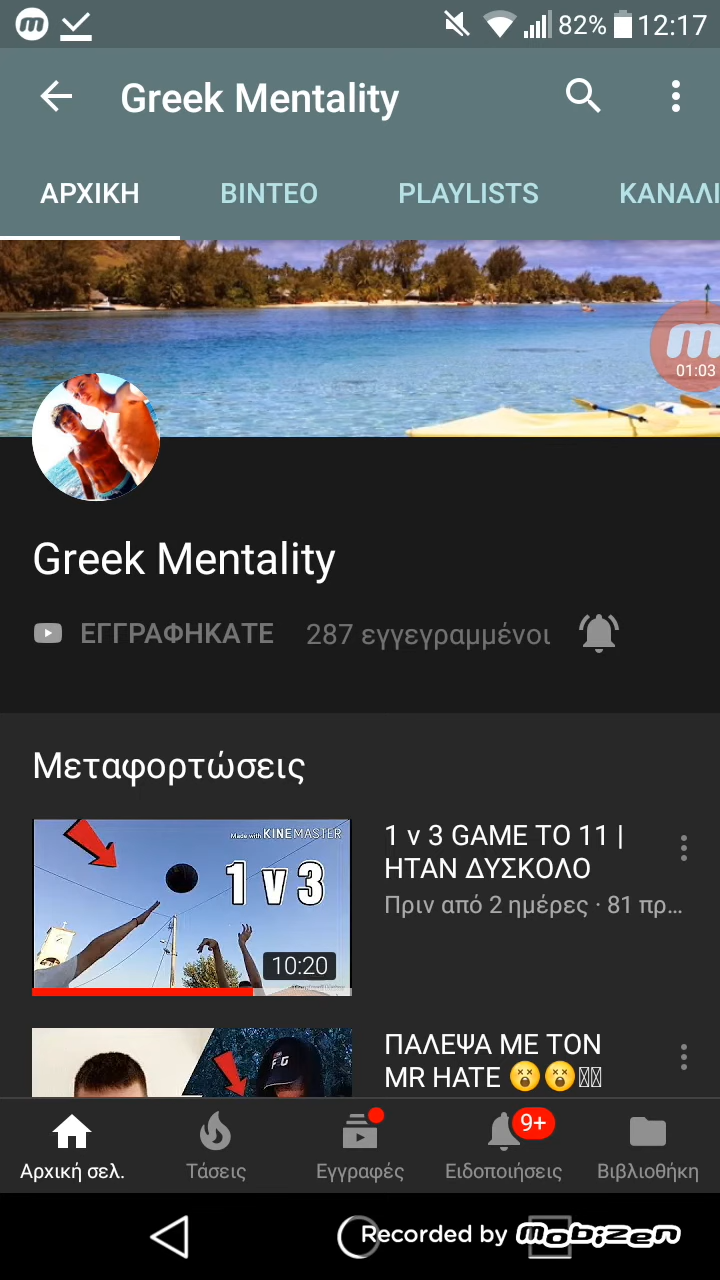 82% 12:17
Greek Mentality
ΑΡΧΙΚΗ ΒΙΝΤΕΟ PLAYLISTS ΚΑΝΑΛΙ
01:03
Greek Mentality
ΕΓΓΡΑΦΗΚΑΤΕ 287 εγγεγραμμένοι
Μεταφορτώσεις
Made with KINEMASTER
1 v 3
10:20
1 v 3 GAME TO 11 |
ΗΤΑΝ ΔΥΣΚΟΛΟ
Πριν από 2 ημέρες · 81 πρ...
FG
ΠΑΛΕΨΑ ΜΕ ΤΟΝ
MR HATE 😵😵
9+
Αρχική σελ. Τάσεις Εγγραφές Ειδοποιήσεις Βιβλιοθήκη
Recorded by mobizen